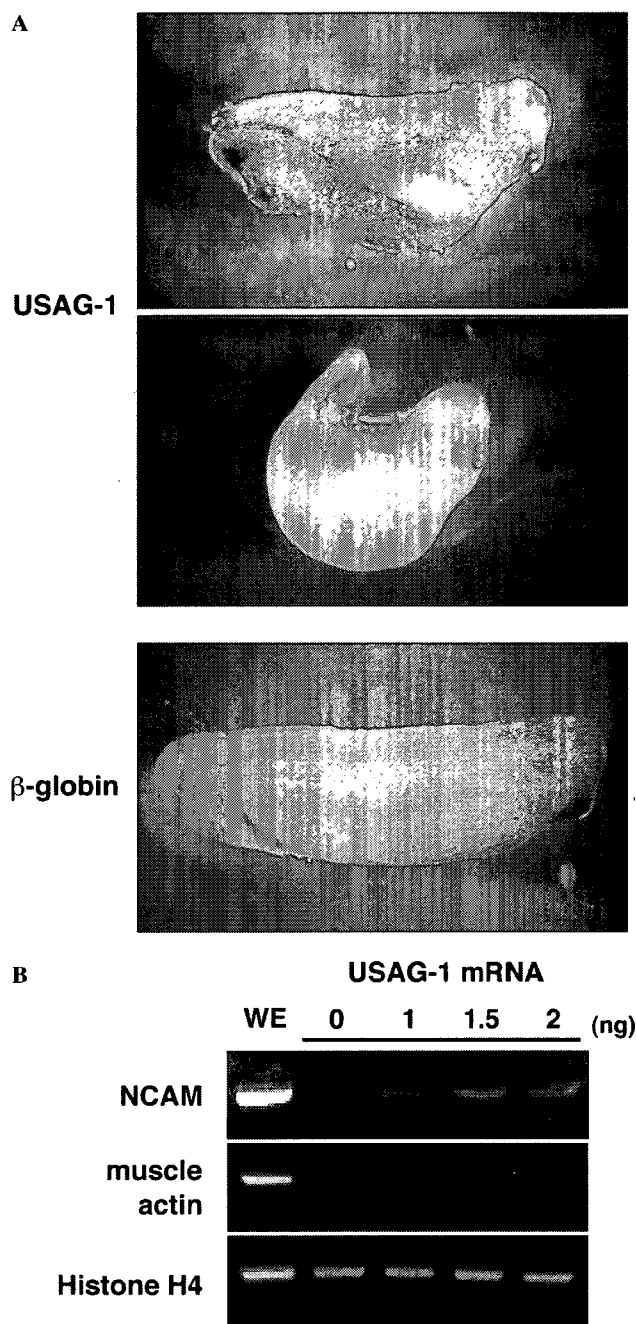 A
USAG-1
β-globin
B
USAG-1 mRNA
WE 0 1 1.5 2 (ng)
NCAM
muscle
actin
Histone H4